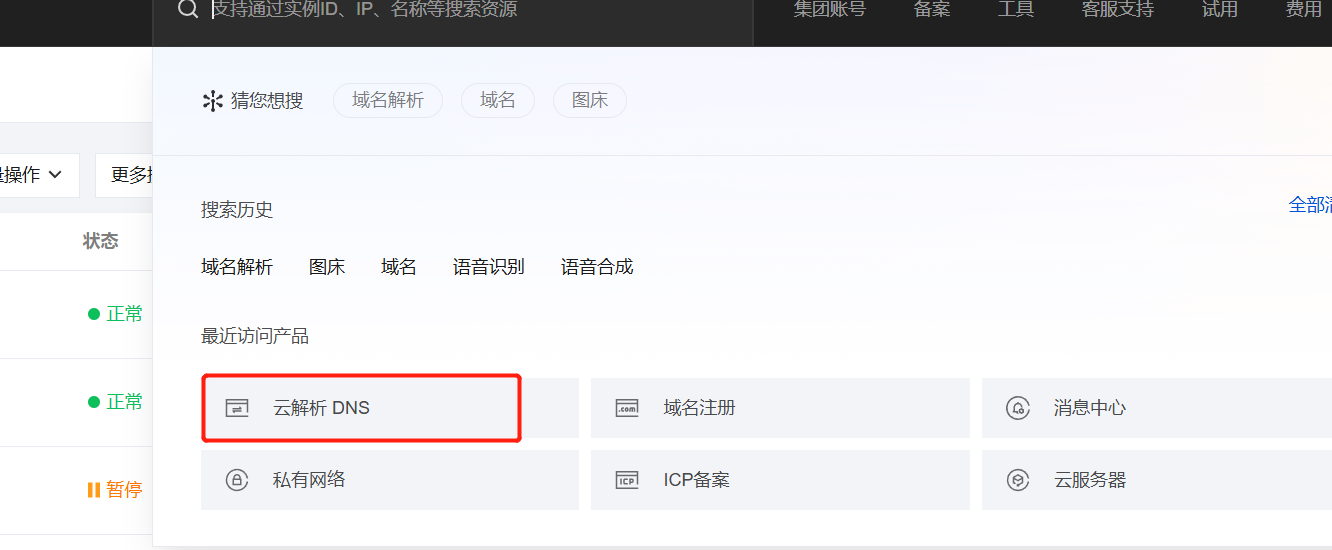 支持通过实例ID、IP、名称等搜索资源 集团账号 备案 工具 客服支持 试用 费用
猜您想搜 域名解析 域名 图床
操作 更多
搜索历史 全部
状态
域名解析 图床 域名 语音识别 语音合成
正常
最近访问产品
正常
云解析 DNS 域名注册 消息中心
暂停
私有网络 ICP备案 云服务器